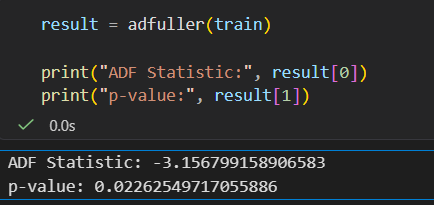 result = adfuller(train)
print("ADF Statistic:", result[0])
print("p-value:", result[1])
0.0s
ADF Statistic: -3.156799158906583
p-value: 0.02262549717055886